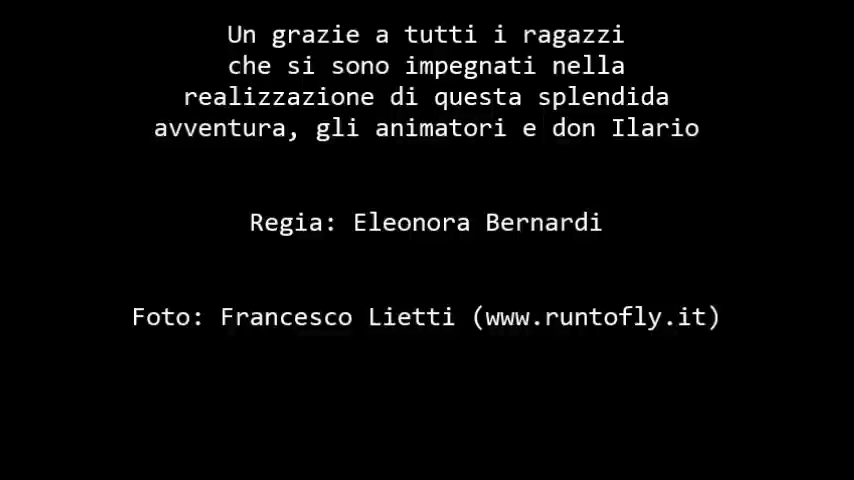 Un grazie a tutti i ragazzi
che si sono impegnati nella
realizzazione di questa splendida
avventura, gli animatori e don Ilario
Regia: Eleonora Bernardi
Foto: Francesco Lietti (www.runtofly.it)